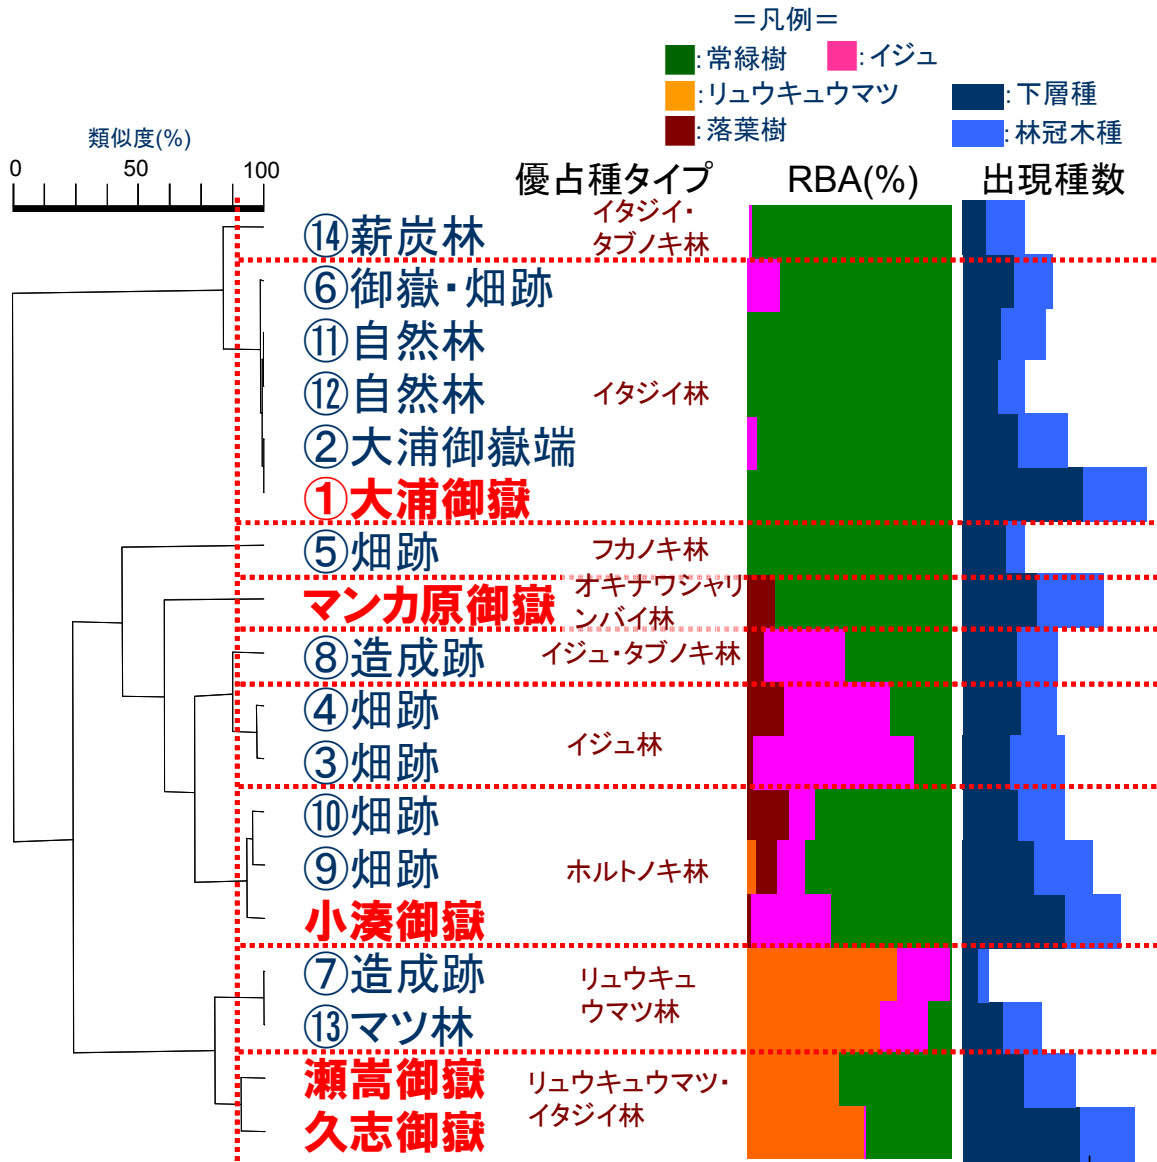 ＝凡例＝
:常緑樹 :イジュ
:リュウキュウマツ :下層種
:落葉樹 :林冠木種
類似度(%)
0 50 100
優占種タイプ RBA(%) 出現種数
⑭薪炭林 イタジイ・
タブノキ林
⑥御嶽・畑跡
⑪自然林
⑫自然林 イタジイ林
②大浦御嶽端
①大浦御嶽
⑤畑跡 フカノキ林
マンカ原御嶽 オキナワシャリ
ンバイ林
⑧造成跡 イジュ・タブノキ林
④畑跡
イジュ林
③畑跡
⑩畑跡
⑨畑跡 ホルトノキ林
小湊御嶽
⑦造成跡 リュウキュ
ウマツ林
⑬マツ林
瀬嵩御嶽 リュウキュウマツ・
イタジイ林
久志御嶽